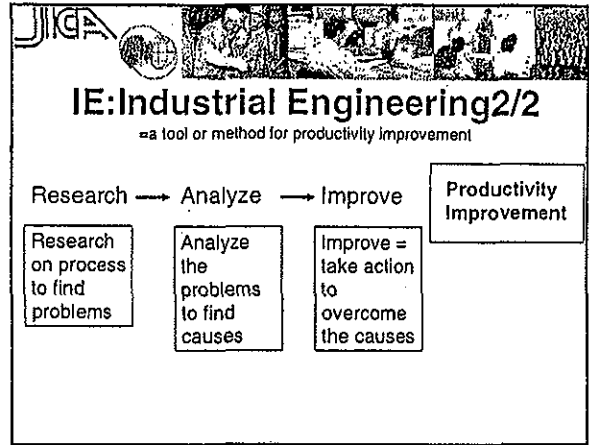 JICA
IE:Industrial Engineering2/2
=a tool or method for productivity improvement
Research → Analyze → Improve
Productivity
Improvement
Research
on process
to find
problems
Analyze
the
problems
to find
causes
Improve =
take action
to
overcome
the causes